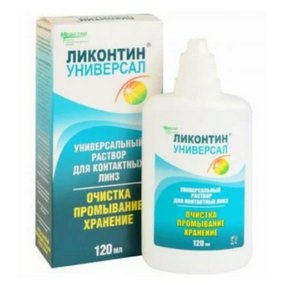 ЛИКОНТИН®
УНИВЕРСАЛ
УНИВЕРСАЛЬНЫЙ
РАСТВОР
ДЛЯ КОНТАКТНЫХ
ЛИНЗ
ОЧИСТКА
ПРОМЫВАНИЕ
ХРАНЕНИЕ
120 мл
ЛИКОНТИН®
УНИВЕРСАЛ
УНИВЕРСАЛЬНЫЙ
РАСТВОР
ДЛЯ КОНТАКТНЫХ ЛИНЗ
ОЧИСТКА
ПРОМЫВАНИЕ
ХРАНЕНИЕ
120 мл